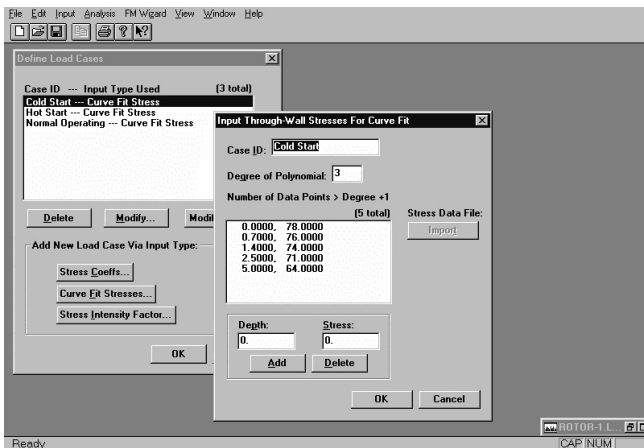 File Edit Input Analysis FM Wizard View Window Help
Define Load Cases
Case ID --- Input Type Used (3 total)
Cold Start --- Curve Fit Stress
Hot Start --- Curve Fit Stress
Normal Operating --- Curve Fit Stress
Delete Modify... Modif
Add New Load Case Via Input Type:
Stress Coeffs...
Curve Fit Stresses...
Stress Intensity Factor...
OK
Input Through-Wall Stresses For Curve Fit
Case ID: Cold Start
Degree of Polynomial: 3
Number of Data Points > Degree +1
(5 total) Stress Data File:
Import
0.0000, 78.0000
0.7000, 76.0000
1.4000, 74.0000
2.5000, 71.0000
5.0000, 64.0000
Depth: Stress:
0. 0.
Add Delete
OK Cancel
ROTOR-1.L...
Ready CAP NUM